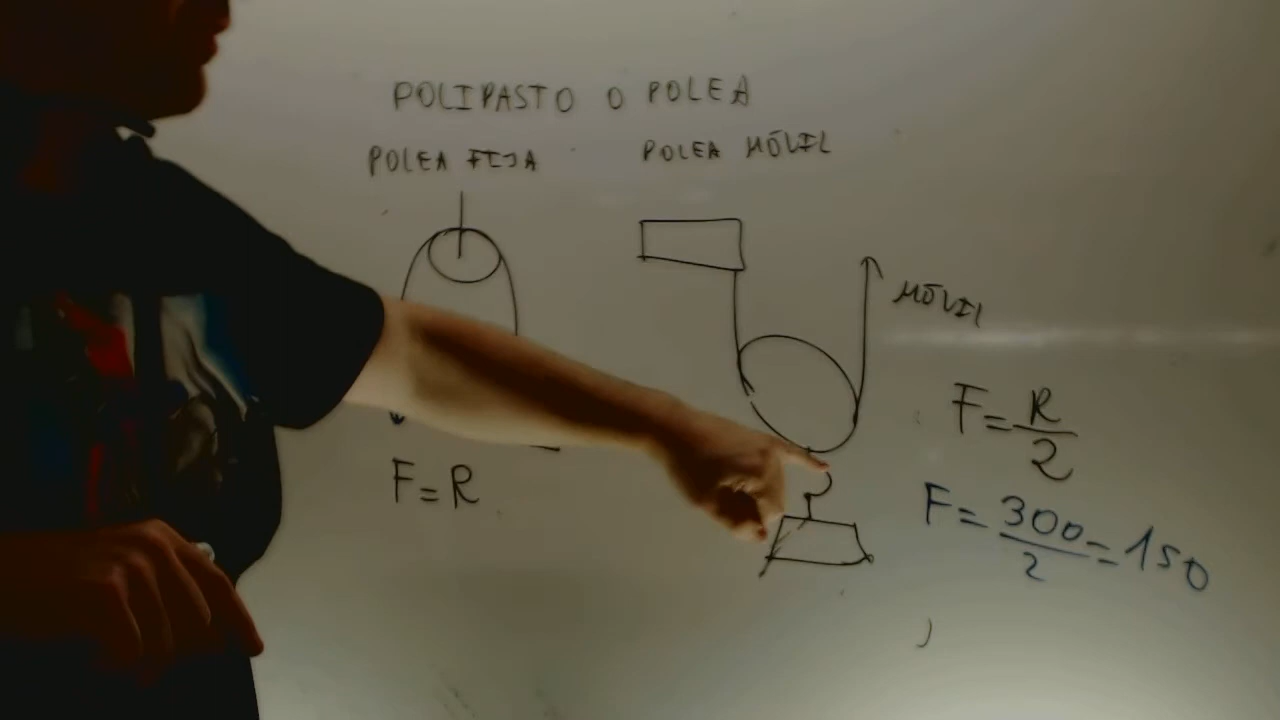 POLIPASTO O POLEA
POLEA FIJA
POLEA MÓVIL
MÓVIL
F=R
F=R/2
F=300/2=150